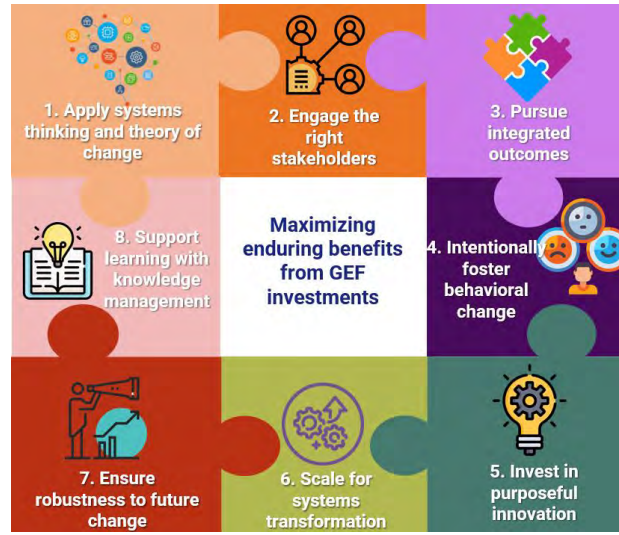 1. Apply systems
thinking and theory of
change
2. Engage the
right
stakeholders
3. Pursue
integrated
outcomes
8. Support
learning with
knowledge
management
Maximizing
enduring benefits
from GEF
investments
4. Intentionally
foster
behavioral
change
7. Ensure
robustness to future
change
6. Scale for
systems
transformation
5. Invest in
purposeful
innovation